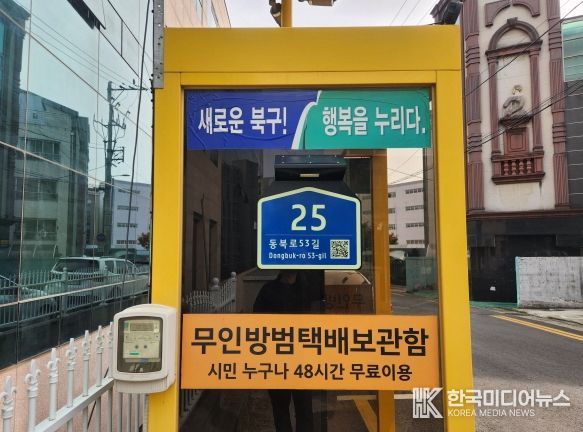 새로운 북구! 행복을 누리다.
25
동북로53길
Dongbuk-ro 53-gil
무인방범택배보관함
시민 누구나 48시간 무료이용
한국미디어뉴스
KOREA MEDIA NEWS